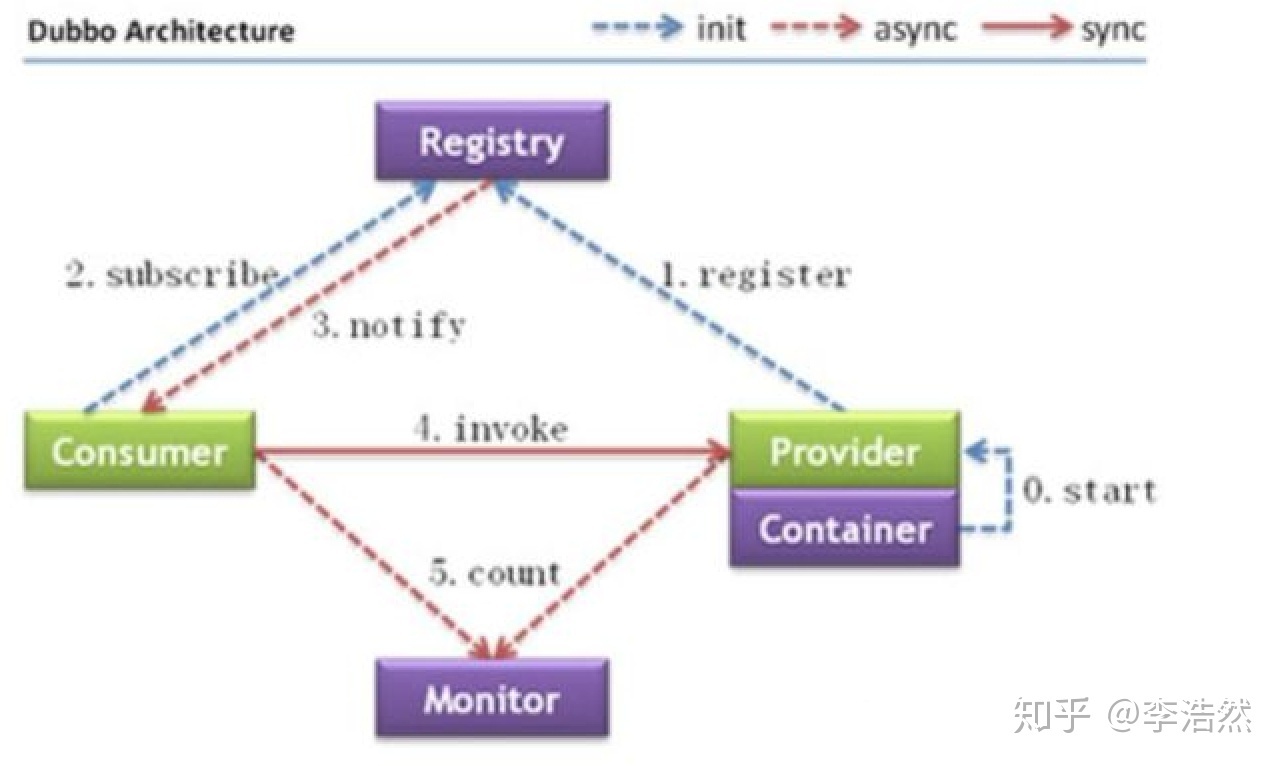 Dubbo Architecture
init
async
sync
Registry
2. subscribe
1. register
3. notify
4. invoke
Consumer
Provider
0. start
Container
5. count
Monitor
知乎 @李浩然